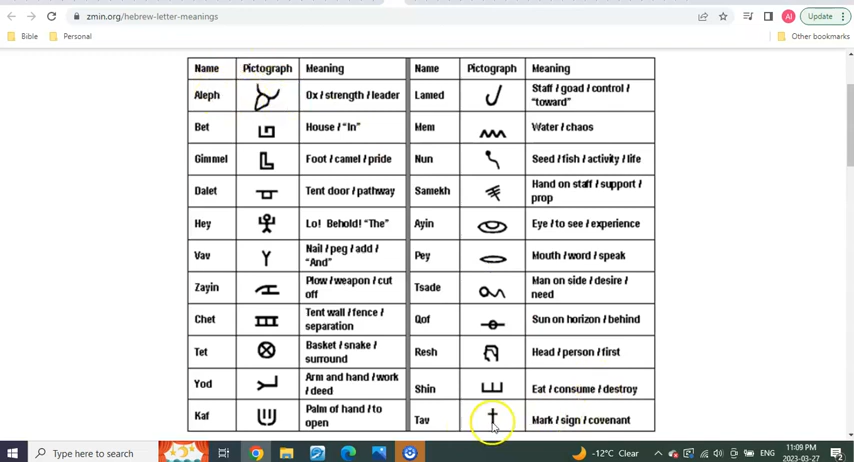 zmin.org/hebrew-letter-meanings
AI
Update
Bible
Personal
Other bookmarks
Name Pictograph Meaning Name Pictograph Meaning
Aleph Ox / strength / leader Lamed Staff / goad / control / "toward"
Bet House / "In" Mem Water / chaos
Gimmel Foot / camel / pride Nun Seed / fish / activity / life
Dalet Tent door / pathway Samekh Hand on staff / support / prop
Hey Lo! Behold! "The" Ayin Eye / to see / experience
Vav Nail / peg / add / "And" Pey Mouth / word / speak
Zayin Plow / weapon / cut off Tsade Man on side / desire / need
Chet Tent wall / fence / separation Qof Sun on horizon / behind
Tet Basket / snake / surround Resh Head / person / first
Yod Arm and hand / work / deed Shin Eat / consume / destroy
Kaf Palm of hand / to open Tav Mark / sign / covenant
Type here to search
-12°C Clear
ENG
11:09 PM
2023-03-27